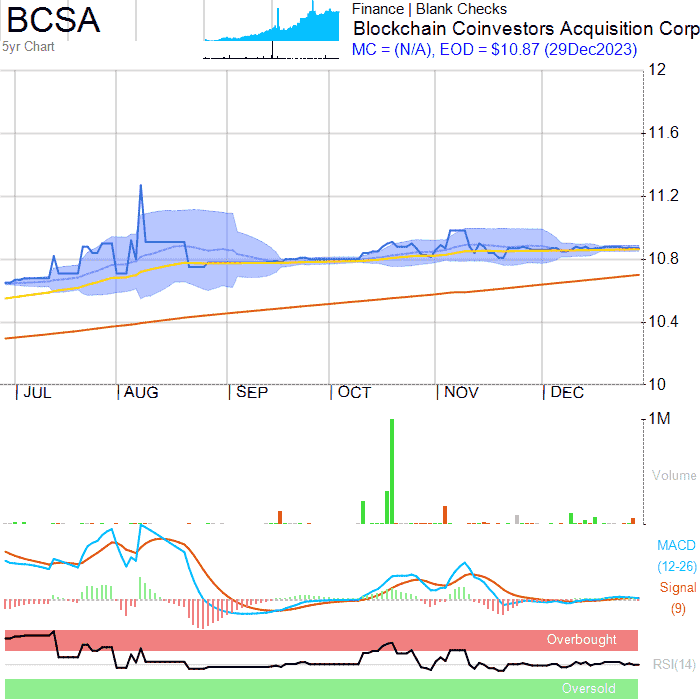 BCSA
5yr Chart
Finance | Blank Checks
Blockchain Coinvestors Acquisition Corp
MC = (N/A), EOD = $10.87 (29Dec2023)
12
11.6
11.2
10.8
10.4
10
JUL AUG SEP OCT NOV DEC
1M
Volume
MACD
(12-26)
Signal
(9)
Overbought
RSI(14)
Oversold